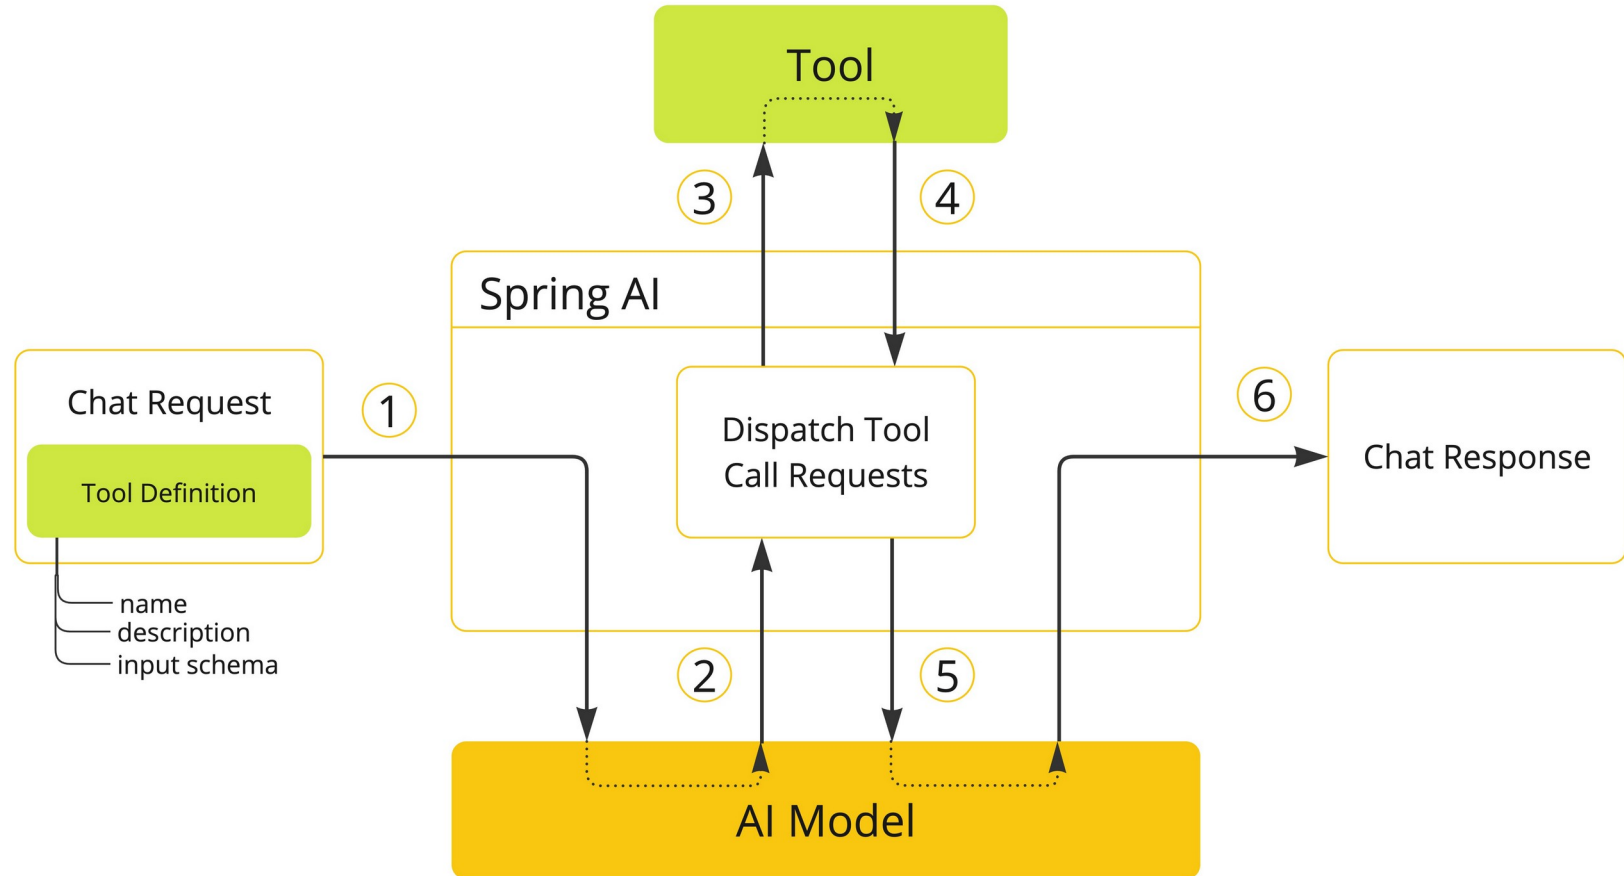 Tool
3
4
Spring AI
Chat Request
1
6
Dispatch Tool
Call Requests
Chat Response
Tool Definition
name
description
input schema
2
5
AI Model